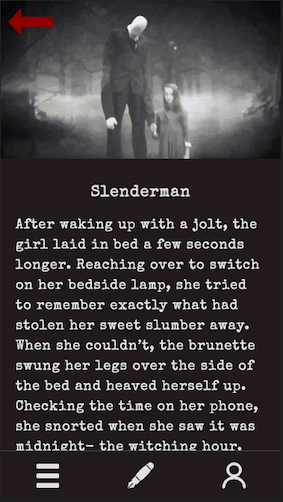 Slenderman
After waking up with a jolt, the
girl laid in bed a few seconds
longer. Reaching over to switch
on her bedside lamp, she tried
to remember exactly what had
stolen her sweet slumber away.
When she couldn't, the brunette
swung her legs over the side of
the bed and heaved herself up.
Checking the time on her phone,
she snorted when she saw it was
midnight- the witching hour.